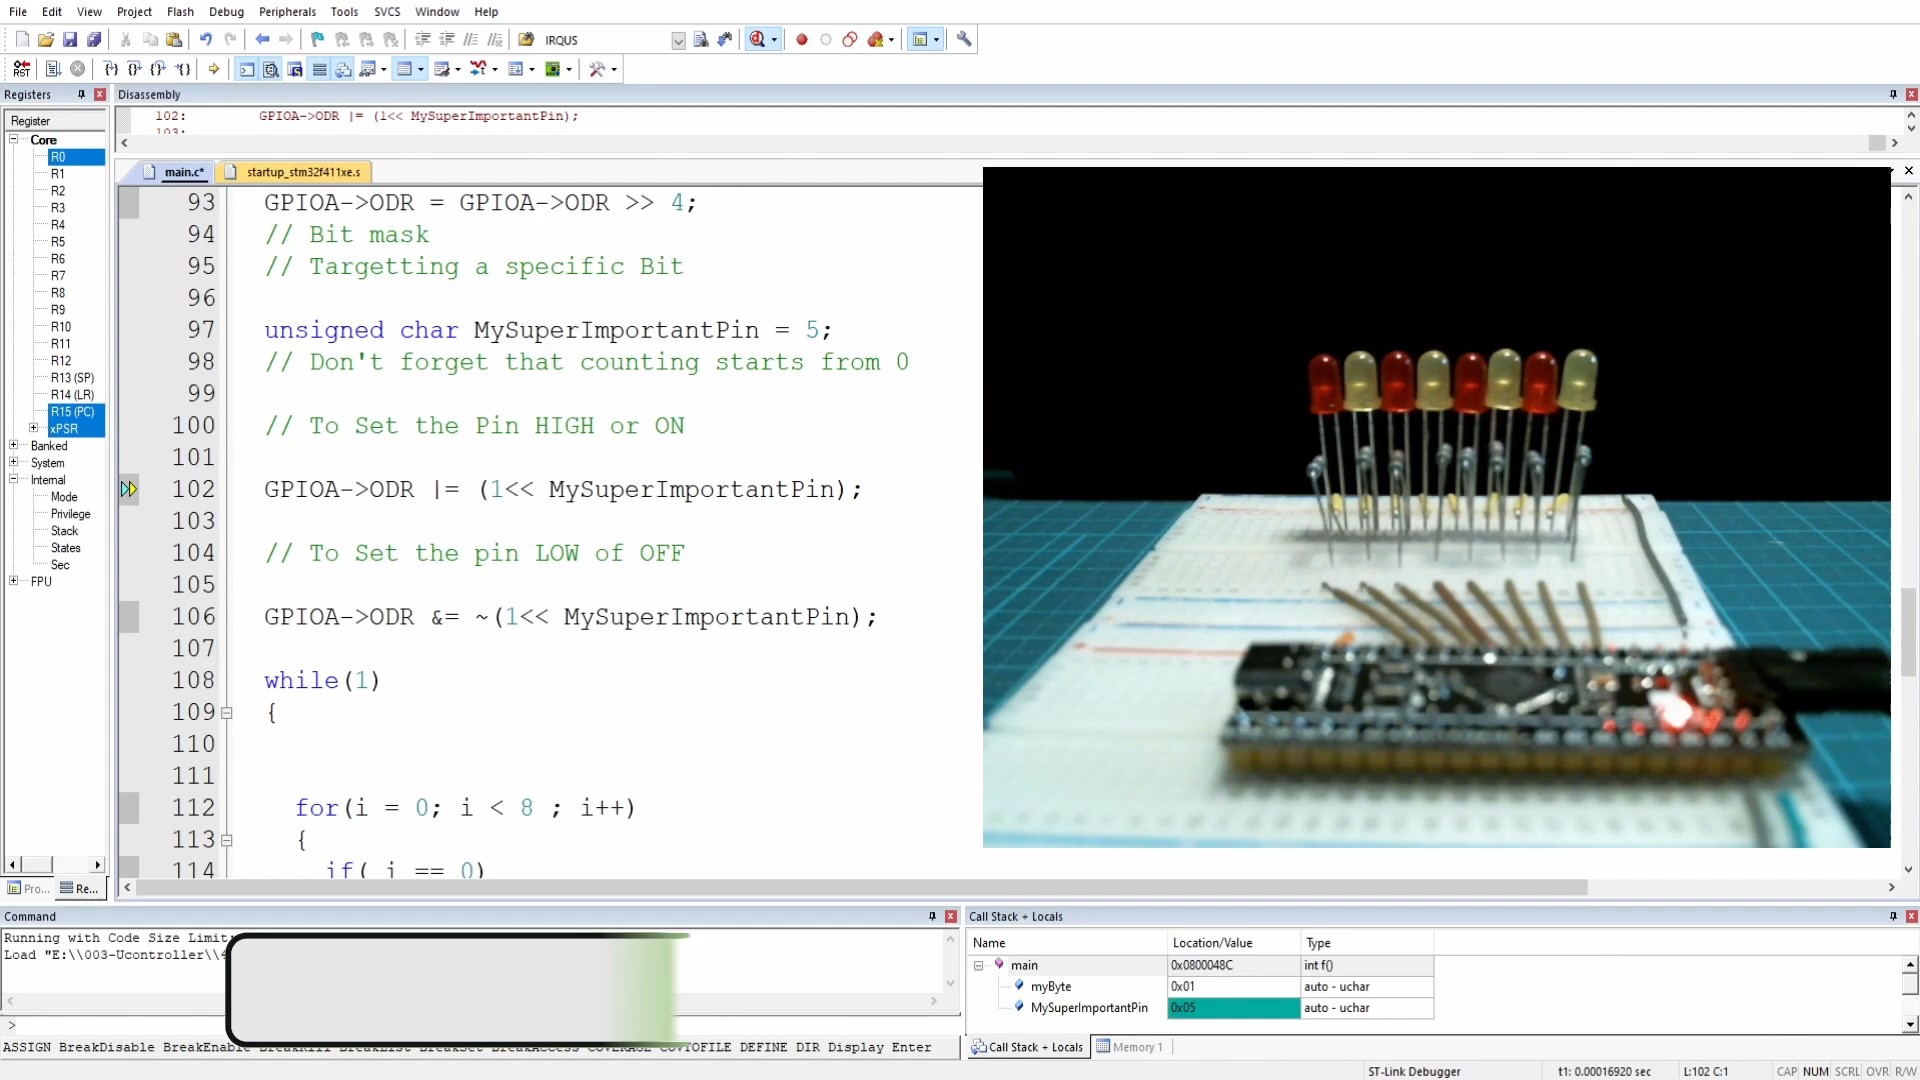 File Edit View Project Flash Debug Peripherals Tools SVCS Window Help
IRQUS
RST
Registers
Disassembly
102: GPIOA->ODR |= (1<< MySuperImportantPin);
103:
Register
Core
R0
R1
R2
R3
R4
R5
R6
R7
R8
R9
R10
R11
R12
R13 (SP)
R14 (LR)
R15 (PC)
xPSR
Banked
System
Internal
Mode
Privilege
Stack
States
Sec
FPU
Pro... Re...
main.c* startup_stm32f411xe.s
93 GPIOA->ODR = GPIOA->ODR >> 4;
94 // Bit mask
95 // Targetting a specific Bit
96
97 unsigned char MySuperImportantPin = 5;
98 // Don't forget that counting starts from 0
99
100 // To Set the Pin HIGH or ON
101
102 GPIOA->ODR |= (1<< MySuperImportantPin);
103
104 // To Set the pin LOW of OFF
105
106 GPIOA->ODR &= ~(1<< MySuperImportantPin);
107
108 while(1)
109 {
110
111
112 for(i = 0; i < 8 ; i++)
113 {
114 if( i == 0)
Command
Running with Code Size Limit:
Load "E:\\003-Ucontroller\\4
>
ASSIGN BreakDisable BreakEnable BreakKill BreakList BreakSet BreakAccess COVERAGE COVTOFILE DEFINE DIR Display Enter
Call Stack + Locals
Name Location/Value Type
main 0x0800048C int f()
myByte 0x01 auto - uchar
MySuperImportantPin 0x05 auto - uchar
Call Stack + Locals Memory 1
ST-Link Debugger t1: 0.00016920 sec L:102 C:1 CAP NUM SCRL OVR R/W